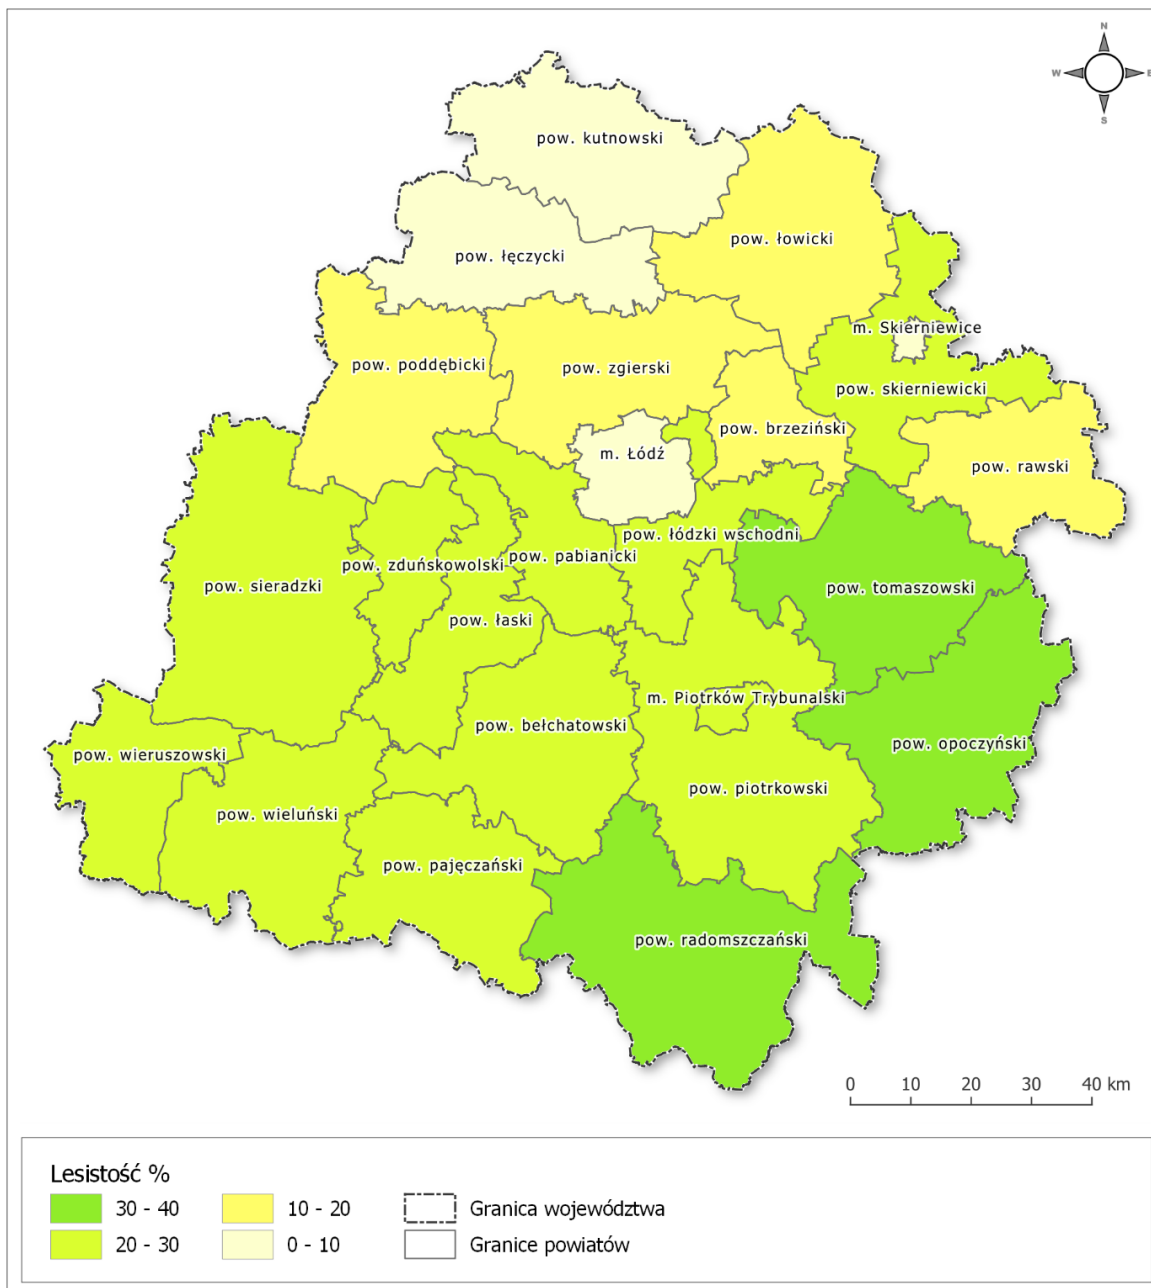 N
W E
S
pow. kutnowski
pow. łowicki
pow. łęczycki
m. Skierniewice
pow. poddębicki
pow. zgierski
pow. skierniewicki
pow. brzeziński
m. Łódź
pow. rawski
pow. łódzki wschodni
pow. pabianicki
pow. zduńskowolski
pow. sieradzki
pow. tomaszowski
pow. łaski
m. Piotrków Trybunalski
pow. bełchatowski
pow. opoczyński
pow. wieruszowski
pow. piotrkowski
pow. wieluński
pow. pajęczański
pow. radomszczański
0 10 20 30 40 km
Lesistość %
30 - 40 10 - 20 Granica województwa
20 - 30 0 - 10 Granice powiatów